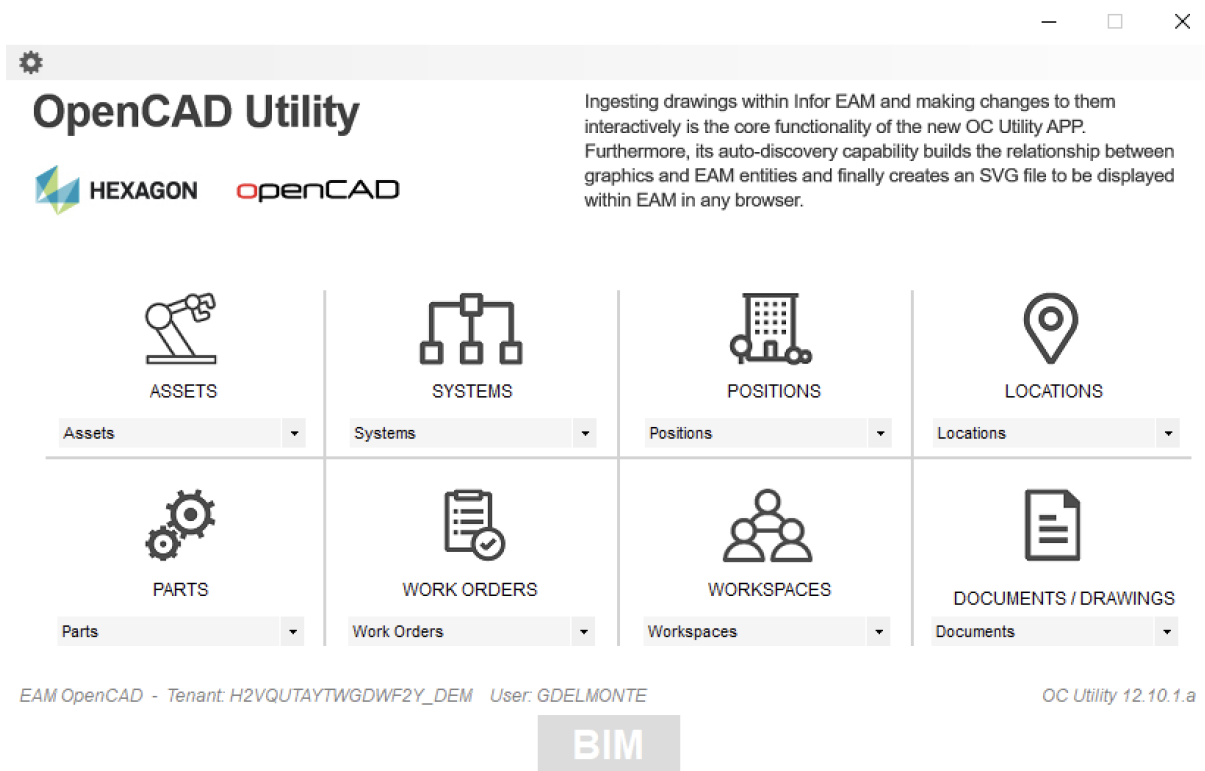 OpenCAD Utility
HEXAGON openCAD
Ingesting drawings within Infor EAM and making changes to them
interactively is the core functionality of the new OC Utility APP.
Furthermore, its auto-discovery capability builds the relationship between
graphics and EAM entities and finally creates an SVG file to be displayed
within EAM in any browser.
ASSETS SYSTEMS POSITIONS LOCATIONS
Assets Systems Positions Locations
PARTS WORK ORDERS WORKSPACES DOCUMENTS / DRAWINGS
Parts Work Orders Workspaces Documents
EAM OpenCAD - Tenant: H2VQUTAYTWGDWF2Y_DEM User: GDELMONTE OC Utility 12.10.1.a
BIM